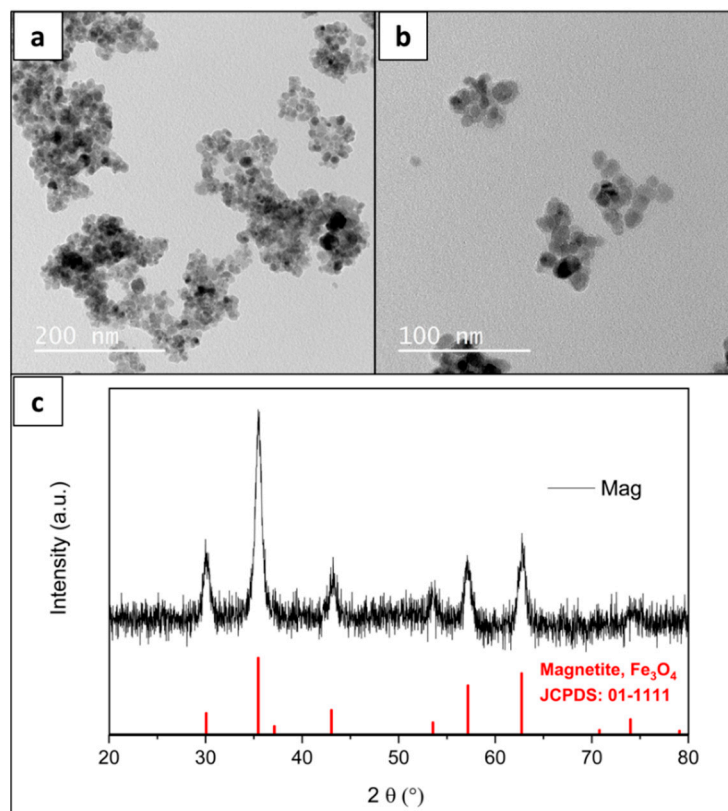 a
b
200 nm
100 nm
c
Intensity (a.u.)
Mag
Magnetite, Fe₃O₄
JCPDS: 01-1111
20 30 40 50 60 70 80
2 θ (°)